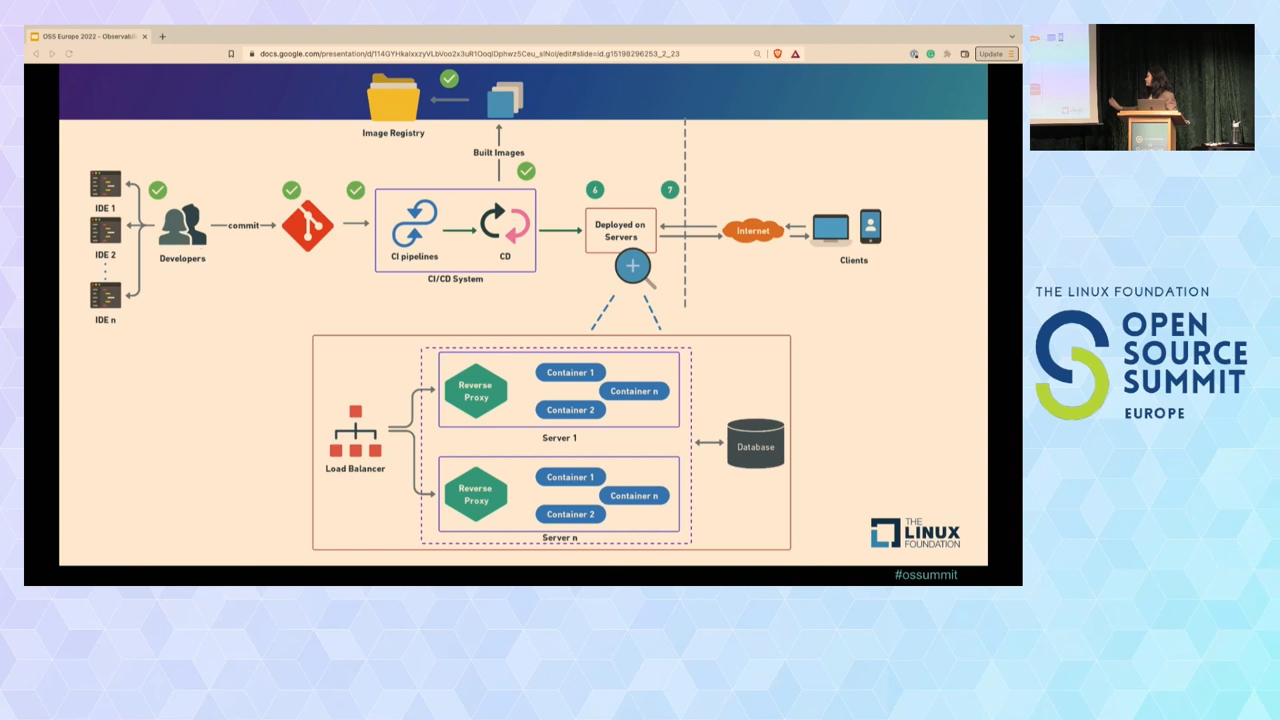 OSS Europe 2022 - Observabili
docs.google.com/presentation/d/114GYHkaIxxzyVLbVoo2x3uR1OoqIDphwz5Ceu_sINoI/edit#slide=id.g15198296253_2_23
Update
Image Registry
Built Images
IDE 1
IDE 2
IDE n
Developers
commit
CI pipelines
CD
CI/CD System
6
7
Deployed on
Servers
Internet
Clients
Load Balancer
Reverse
Proxy
Container 1
Container n
Container 2
Server 1
Reverse
Proxy
Container 1
Container n
Container 2
Server n
Database
THE
LINUX
FOUNDATION
#ossummit
THE LINUX FOUNDATION
OPEN
SOURCE
SUMMIT
EUROPE